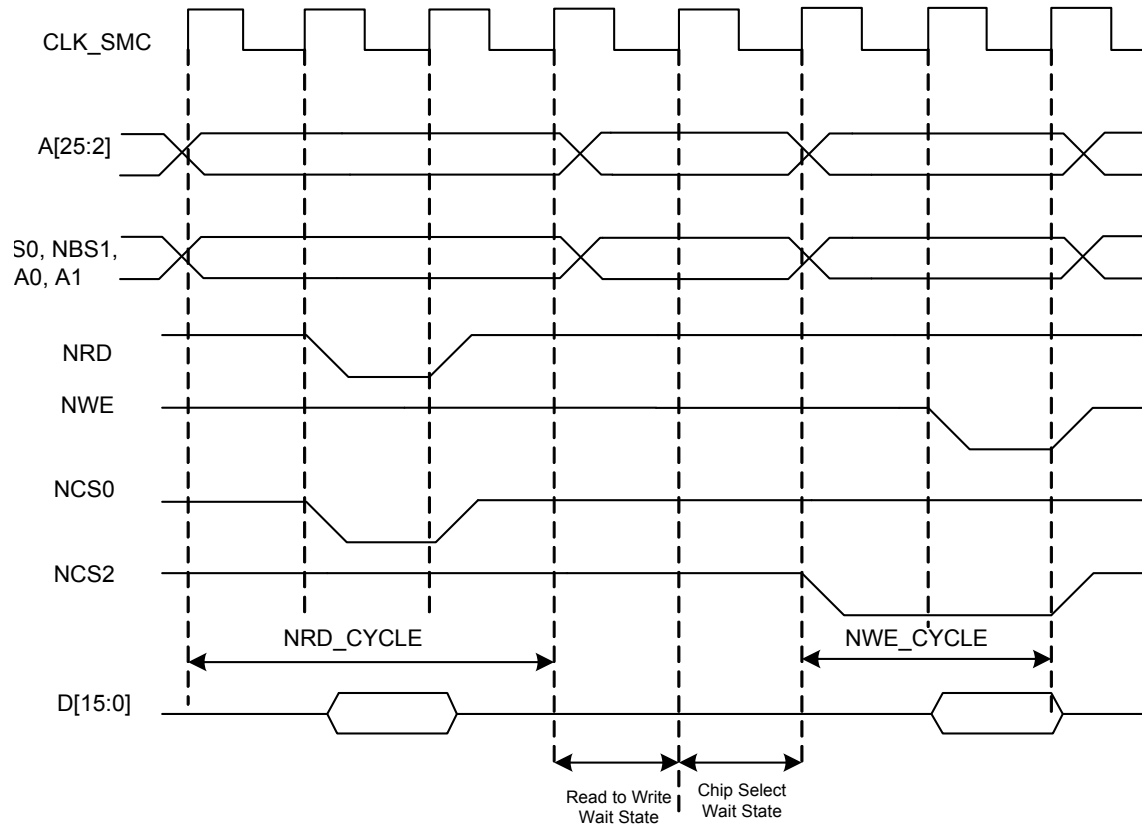 CLK_SMC
A[25:2]
S0, NBS1,
A0, A1
NRD
NWE
NCS0
NCS2
NRD_CYCLE
NWE_CYCLE
D[15:0]
Read to Write
Wait State
Chip Select
Wait State